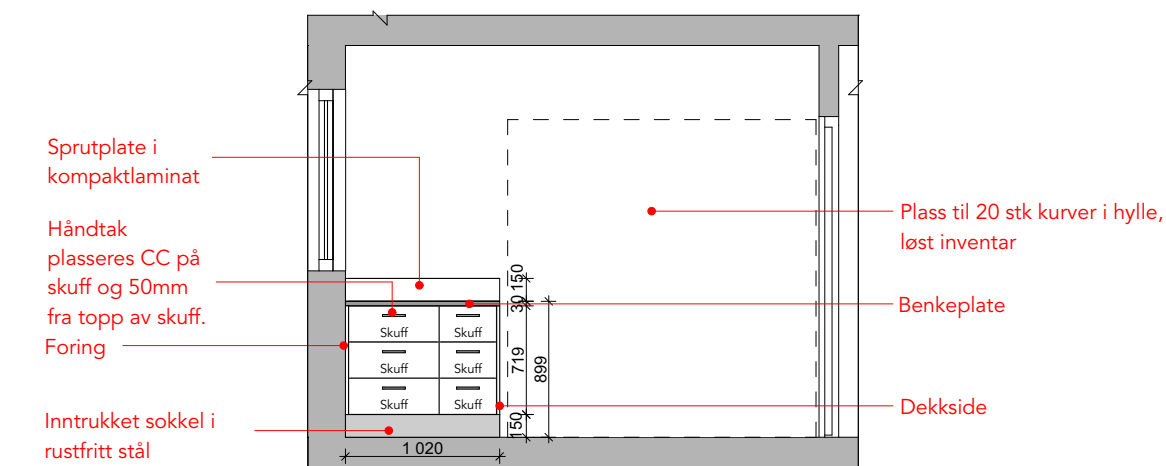 Sprutplate i
kompaktlaminat
Håndtak
plasseres CC på
skuff og 50mm
fra topp av skuff.
Foring
Inntrukket sokkel i
rustfritt stål
Skuff
Skuff
Skuff
Skuff
Skuff
Skuff
150
30
719
899
150
1 020
Plass til 20 stk kurver i hylle,
løst inventar
Benkeplate
Dekkside